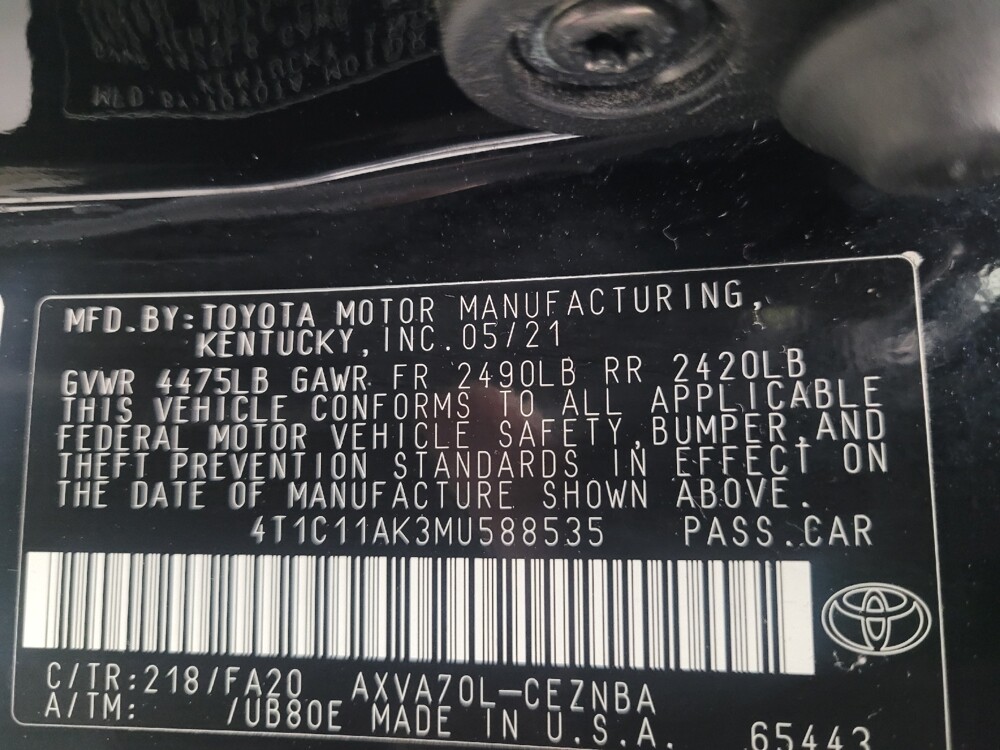 MFD.BY:TOYOTA MOTOR MANUFACTURING,
KENTUCKY,INC.05/21
GVWR 4475LB GAWR FR 2490LB RR 2420LB
THIS VEHICLE CONFORMS TO ALL APPLICABLE
FEDERAL MOTOR VEHICLE SAFETY,BUMPER,AND
THEFT PREVENTION STANDARDS IN EFFECT ON
THE DATE OF MANUFACTURE SHOWN ABOVE.
4T1C11AK3MU588535 PASS.CAR
C/TR:218/FA20 AXVA70L-CEZNBA
A/TM: /UB80E MADE IN U.S.A. 65443